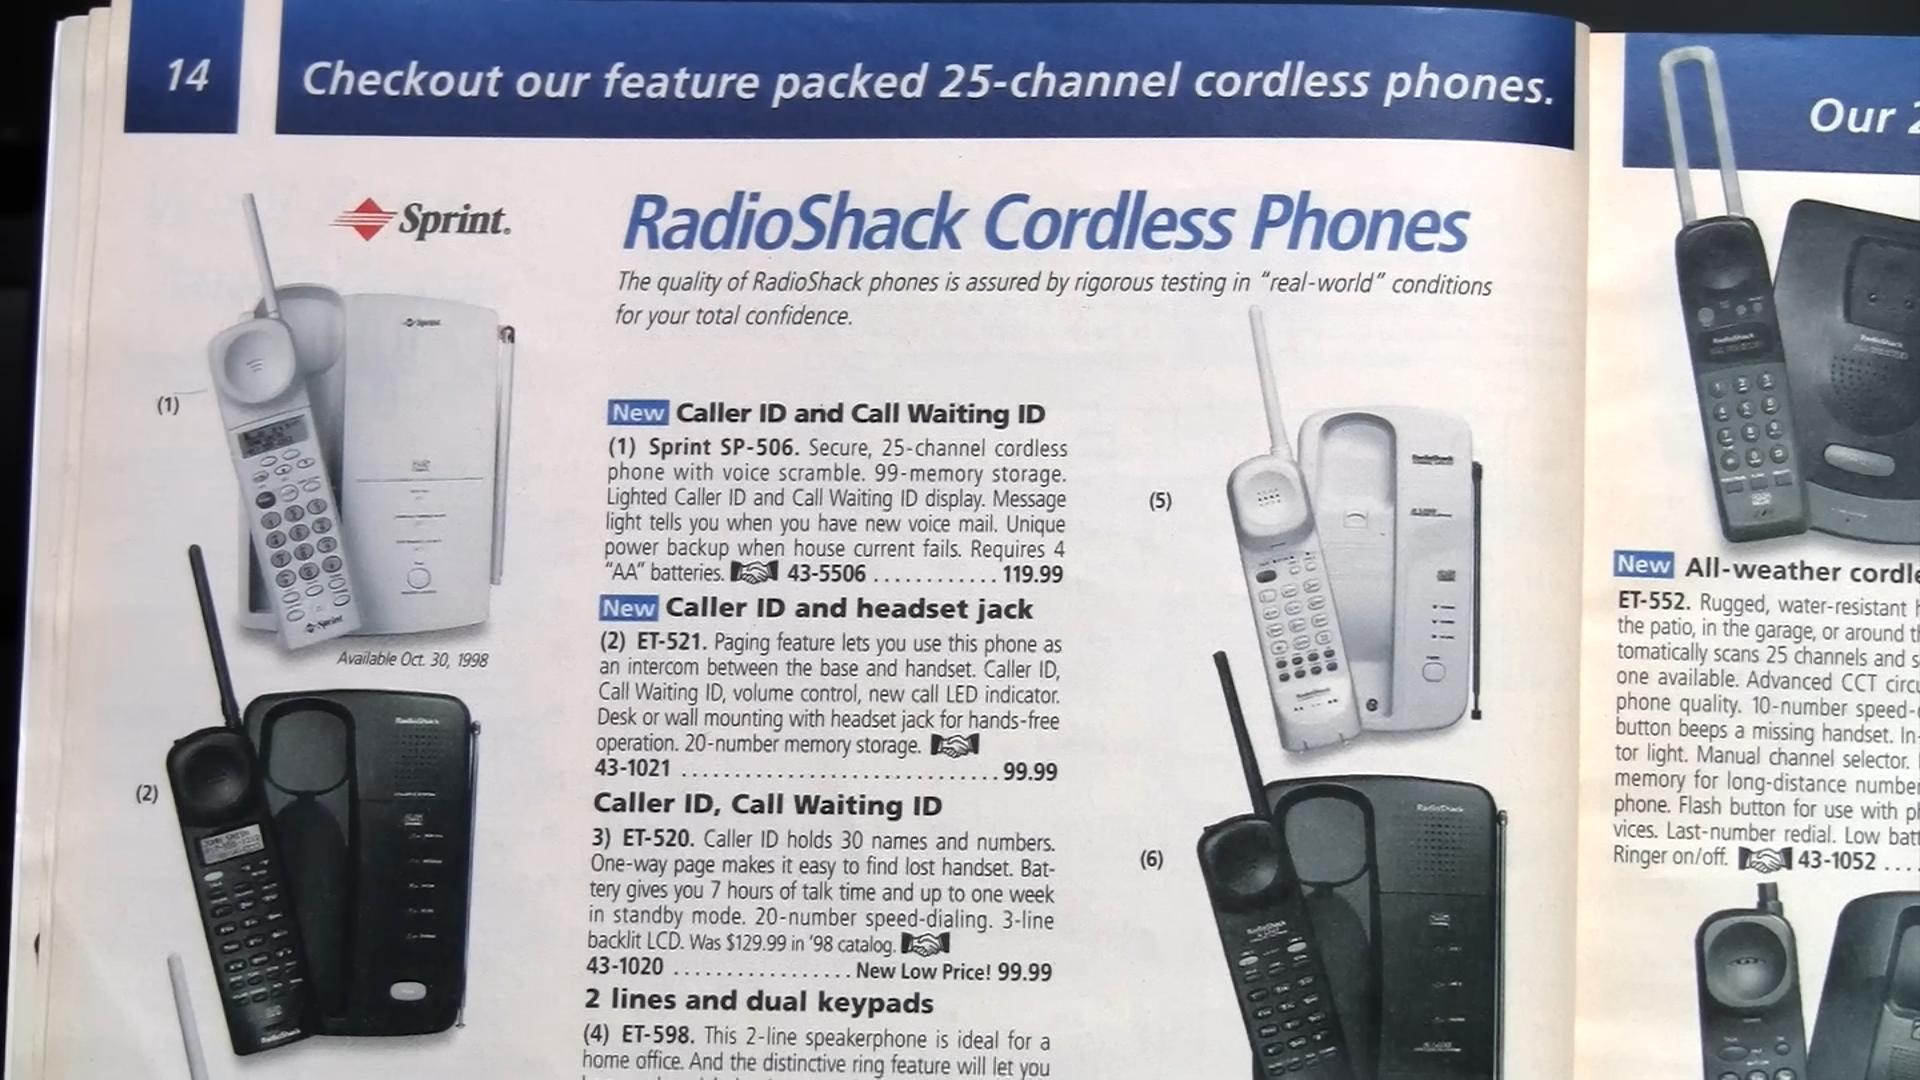 14
Checkout our feature packed 25-channel cordless phones.
Sprint.
RadioShack Cordless Phones
The quality of RadioShack phones is assured by rigorous testing in “real-world” conditions
for your total confidence.
(1)
Sprint
Sprint
Available Oct. 30, 1998
(2)
RadioShack
RadioShack
New Caller ID and Call Waiting ID
(1) Sprint SP-506. Secure, 25-channel cordless
phone with voice scramble. 99-memory storage.
Lighted Caller ID and Call Waiting ID display. Message
light tells you when you have new voice mail. Unique
power backup when house current fails. Requires 4
“AA” batteries. 43-5506 ............ 119.99
New Caller ID and headset jack
(2) ET-521. Paging feature lets you use this phone as
an intercom between the base and handset. Caller ID,
Call Waiting ID, volume control, new call LED indicator.
Desk or wall mounting with headset jack for hands-free
operation. 20-number memory storage.
43-1021 ................................ 99.99
Caller ID, Call Waiting ID
3) ET-520. Caller ID holds 30 names and numbers.
One-way page makes it easy to find lost handset. Bat-
tery gives you 7 hours of talk time and up to one week
in standby mode. 20-number speed-dialing. 3-line
backlit LCD. Was $129.99 in ’98 catalog.
43-1020 .................. New Low Price! 99.99
2 lines and dual keypads
(4) ET-598. This 2-line speakerphone is ideal for a
home office. And the distinctive ring feature will let you
(5)
RadioShack
RadioShack
(6)
RadioShack
RadioShack
Our 2
RadioShack
RadioShack
New All-weather cordle
ET-552. Rugged, water-resistant h
the patio, in the garage, or around th
tomatically scans 25 channels and s
one available. Advanced CCT circu
phone quality. 10-number speed-
button beeps a missing handset. In-
tor light. Manual channel selector.
memory for long-distance number
phone. Flash button for use with ph
vices. Last-number redial. Low batt
Ringer on/off. 43-1052 ....